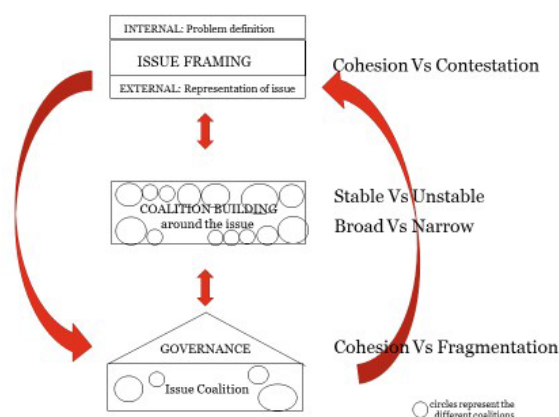 INTERNAL: Problem definition
ISSUE FRAMING
EXTERNAL: Representation of issue
Cohesion Vs Contestation
COALITION BUILDING
around the issue
Stable Vs Unstable
Broad Vs Narrow
GOVERNANCE
Issue Coalition
Cohesion Vs Fragmentation
circles represent the
different coalitions